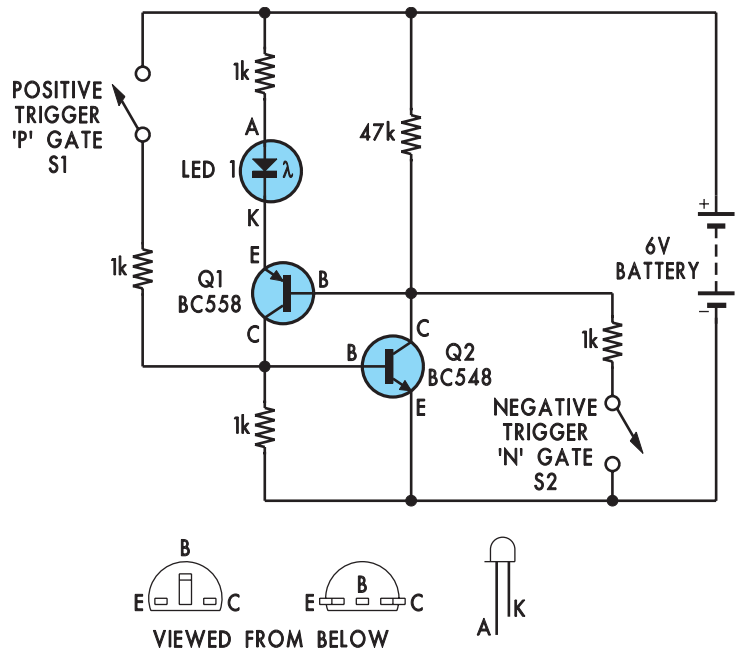 POSITIVE
TRIGGER
'P' GATE
S1
1k
A
LED 1 λ
K
47k
+
6V
BATTERY
−
1k
E
Q1
BC558
B
C
B
C
Q2
BC548
E
1k
1k
NEGATIVE
TRIGGER
'N' GATE
S2
B
E C
B
E C
A
K
VIEWED FROM BELOW